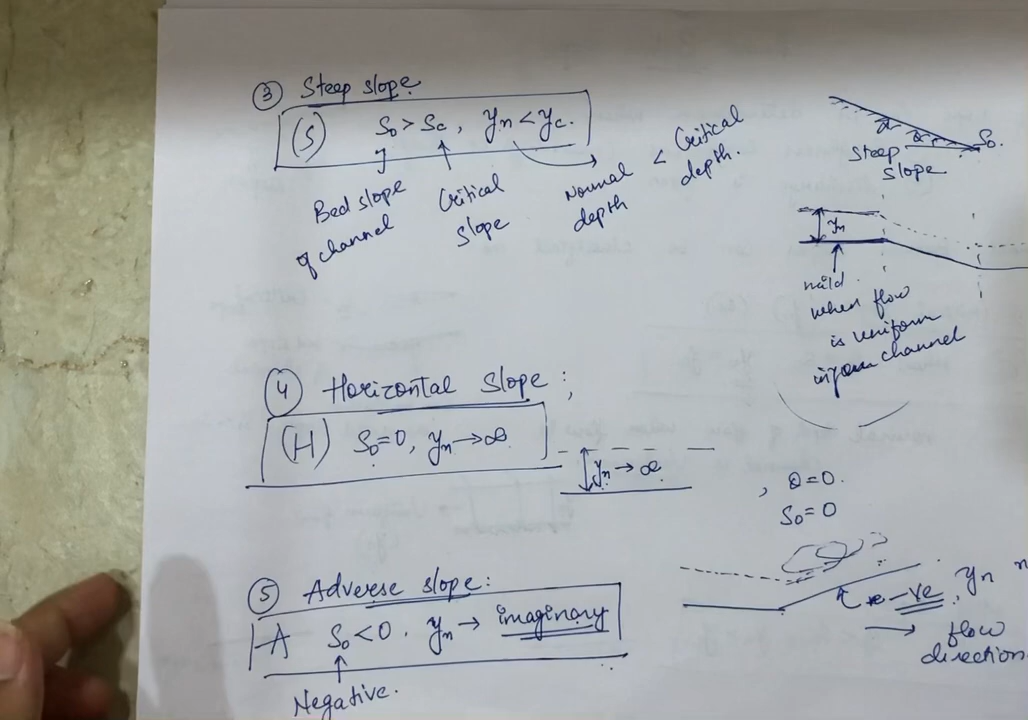 ③ Steep slope
(S) S₀ > Sc, yn < yc.
Bed slope of channel
Critical slope
Normal depth < Critical depth.
S₀.
Steep slope
yn
mild
when flow
is uniform
channel
④ Horizontal slope :
(H) S₀=0, yn→∞
yn→∞
, θ=0.
S₀=0
⑤ Adverse slope:
A S₀<0. yn → imaginary
Negative.
-ve, yn
→ flow
direction